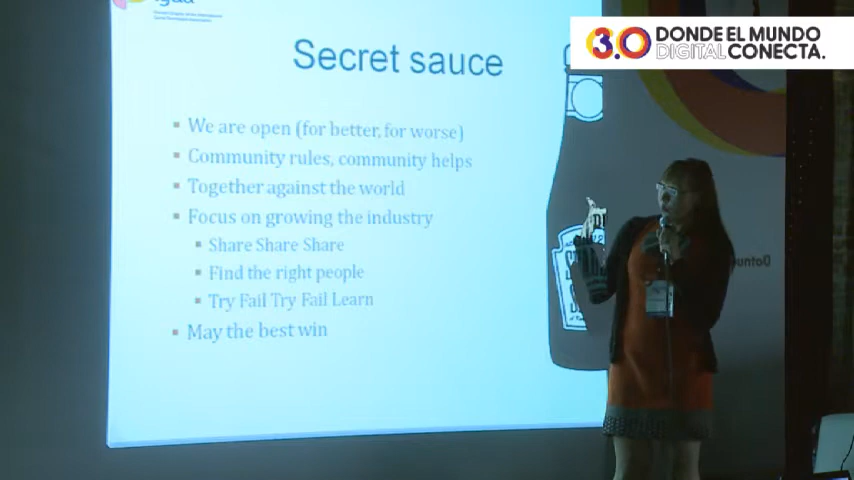 3.0 DONDE EL MUNDO
DIGITAL CONECTA.
Secret sauce
▪ We are open (for better, for worse)
▪ Community rules, community helps
▪ Together against the world
▪ Focus on growing the industry
▪ Share Share Share
▪ Find the right people
▪ Try Fail Try Fail Learn
▪ May the best win